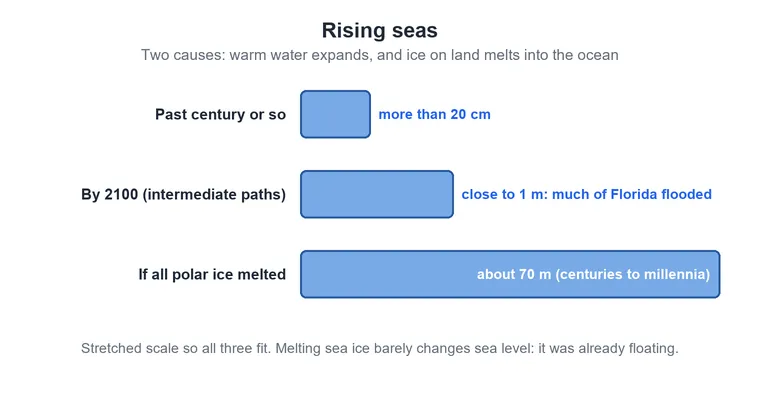 Rising seas
Two causes: warm water expands, and ice on land melts into the ocean
Past century or so
more than 20 cm
By 2100 (intermediate paths)
close to 1 m: much of Florida flooded
If all polar ice melted
about 70 m (centuries to millennia)
Stretched scale so all three fit. Melting sea ice barely changes sea level: it was already floating.